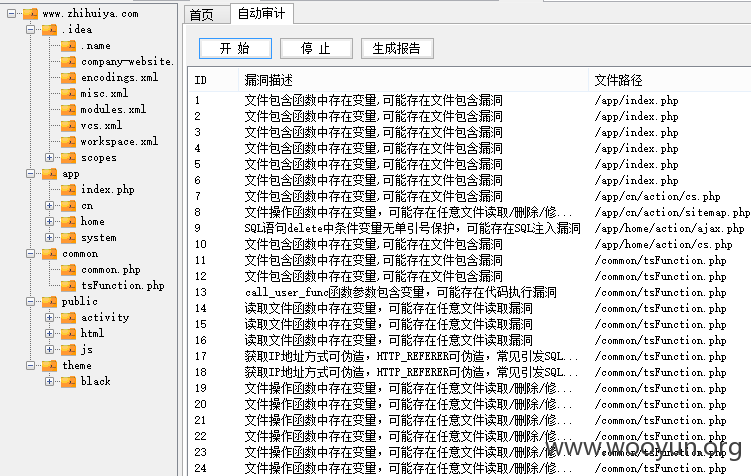 www.zhihuiya.com
.idea
.name
company-website.
encodings.xml
misc.xml
modules.xml
vcs.xml
workspace.xml
scopes
app
index.php
cn
home
system
common
common.php
tsFunction.php
public
activity
html
js
theme
black
首页 自动审计
开 始 停 止 生成报告
ID 漏洞描述 文件路径
1 文件包含函数中存在变量,可能存在文件包含漏洞 /app/index.php
2 文件包含函数中存在变量,可能存在文件包含漏洞 /app/index.php
3 文件包含函数中存在变量,可能存在文件包含漏洞 /app/index.php
4 文件包含函数中存在变量,可能存在文件包含漏洞 /app/index.php
5 文件包含函数中存在变量,可能存在文件包含漏洞 /app/index.php
6 文件包含函数中存在变量,可能存在文件包含漏洞 /app/index.php
7 文件包含函数中存在变量,可能存在文件包含漏洞 /app/cn/action/cs.php
8 文件操作函数中存在变量，可能存在任意文件读取/删除/修... /app/cn/action/sitemap.php
9 SQL语句delete中条件变量无单引号保护，可能存在SQL注入漏洞 /app/home/action/ajax.php
10 文件包含函数中存在变量,可能存在文件包含漏洞 /app/home/action/cs.php
11 文件包含函数中存在变量,可能存在文件包含漏洞 /common/tsFunction.php
12 文件包含函数中存在变量,可能存在文件包含漏洞 /common/tsFunction.php
13 call_user_func函数参数包含变量，可能存在代码执行漏洞 /common/tsFunction.php
14 读取文件函数中存在变量，可能存在任意文件读取漏洞 /common/tsFunction.php
15 读取文件函数中存在变量，可能存在任意文件读取漏洞 /common/tsFunction.php
16 读取文件函数中存在变量，可能存在任意文件读取漏洞 /common/tsFunction.php
17 获取IP地址方式可伪造，HTTP_REFERER可伪造，常见引发SQL... /common/tsFunction.php
18 获取IP地址方式可伪造，HTTP_REFERER可伪造，常见引发SQL... /common/tsFunction.php
19 文件操作函数中存在变量，可能存在任意文件读取/删除/修... /common/tsFunction.php
20 文件操作函数中存在变量，可能存在任意文件读取/删除/修... /common/tsFunction.php
21 文件操作函数中存在变量，可能存在任意文件读取/删除/修... /common/tsFunction.php
22 文件操作函数中存在变量，可能存在任意文件读取/删除/修... /common/tsFunction.php
23 文件操作函数中存在变量，可能存在任意文件读取/删除/修... /common/tsFunction.php
24 文件操作函数中存在变量，可能存在任意文件读取/删除/修... /common/tsFunction.php
www.wooyun.org